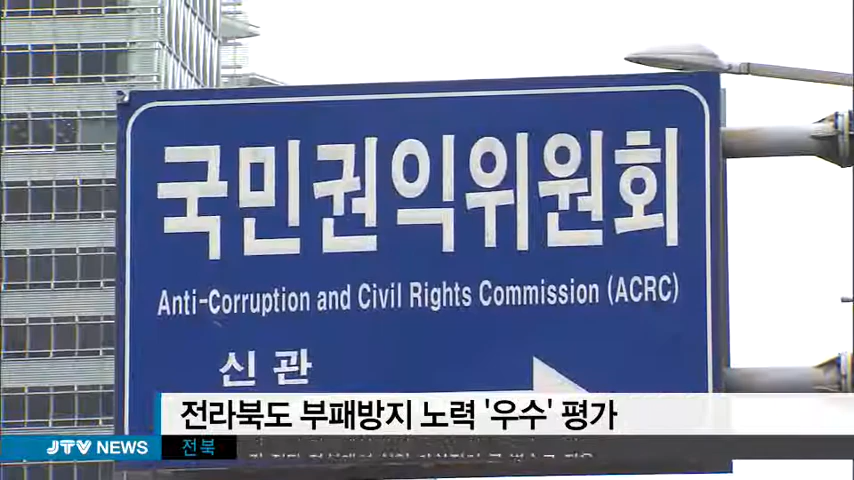 국민권익위원회
Anti-Corruption and Civil Rights Commission (ACRC)
신관
전라북도 부패방지 노력 '우수' 평가
JTV NEWS
전북